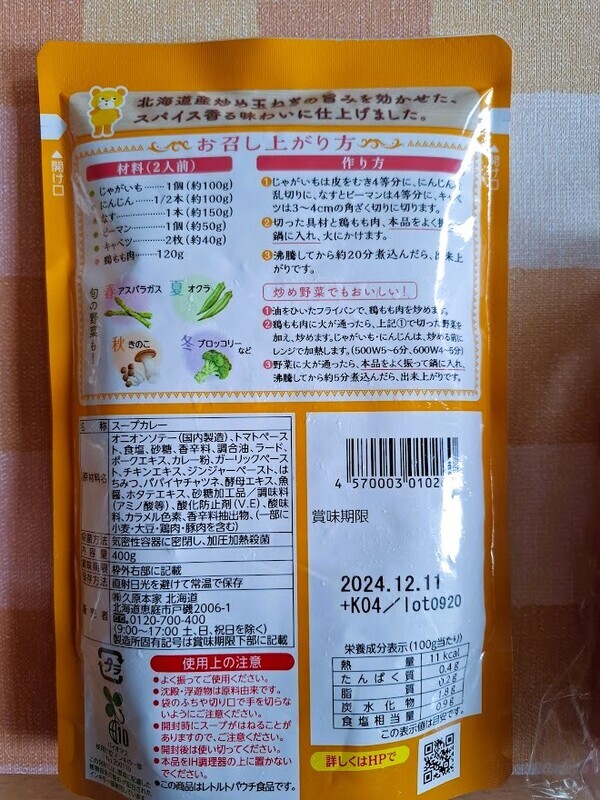 北海道産炒め玉ねぎの旨みを効かせた、
スパイス香る味わいに仕上げました。
開け口
開け口
お召し上がり方
材料(2人前)
じゃがいも……1個(約100g)
にんじん……1/2本(約100g)
なす……1本(約150g)
ピーマン……1個(約50g)
キャベツ……2枚(約40g)
鶏もも肉……120g
旬の野菜も!
春 アスパラガス
夏 オクラ
秋 きのこ
冬 ブロッコリーなど
作り方
①じゃがいもは皮をむき4等分に、にんじんは
乱切りに、なすとピーマンは4等分に、キャベ
ツは3〜4cmの角ざく切りに切ります。
②切った具材と鶏もも肉、本品をよく振って
鍋に入れ、火にかけます。
③沸騰してから約20分煮込んだら、出来上
がりです。
炒め野菜でもおいしい!
①油をひいたフライパンで、鶏もも肉を炒めます。
②鶏もも肉に火が通ったら、上記①で切った野菜を
加え、炒めます。じゃがいも・にんじんは、炒める前に
レンジで加熱します。(500W5~6分、600W4~5分)
③野菜に火が通ったら、本品をよく振って鍋に入れ、
沸騰してから約5分煮込んだら、出来上がりです。
名 称 スープカレー
原材料名 オニオンソテー(国内製造)、トマトペース
ト、食塩、砂糖、香辛料、調合油、ラード、
ポークエキス、カレー粉、ガーリックペース
ト、チキンエキス、ジンジャーペースト、は
ちみつ、パパイヤチャツネ、酵母エキス、魚
醤、ホタテエキス、砂糖加工品/調味料
(アミノ酸等)、酸化防止剤(V.E)、酸味
料、カラメル色素、香辛料抽出物、(一部に
小麦・大豆・鶏肉・豚肉を含む)
殺菌方法 気密性容器に密閉し、加圧加熱殺菌
内 容 量 400g
賞味期限 枠外右部に記載
保存方法 直射日光を避けて常温で保存
㈱久原本家 北海道
北海道恵庭市戸磯2006-1
0120-700-400
(9:00~17:00 土、日、祝日を除く)
製造所固有記号は賞味期限下部に記載
4 570003 0102
賞味期限
2024.12.11
+K04/lot0920
栄養成分表示(100g当たり)
熱 量 11kcal
たんぱく質 0.4g
脂 質 0.2g
炭水化物 1.8g
食塩相当量 0.9g
この表示値は目安です。
詳しくはHPで
使用上の注意
●よく振ってご使用ください。
●沈殿・浮遊物は原料由来です。
●袋のふちや切り口で手を切らな
いようにご注意ください。
●開封時にスープがはねることが
ありますので、ご注意ください。
●開封後は使い切ってください。
●本品をIH調理器の上に置かない
でください。
●この商品はレトルトパウチ食品です。